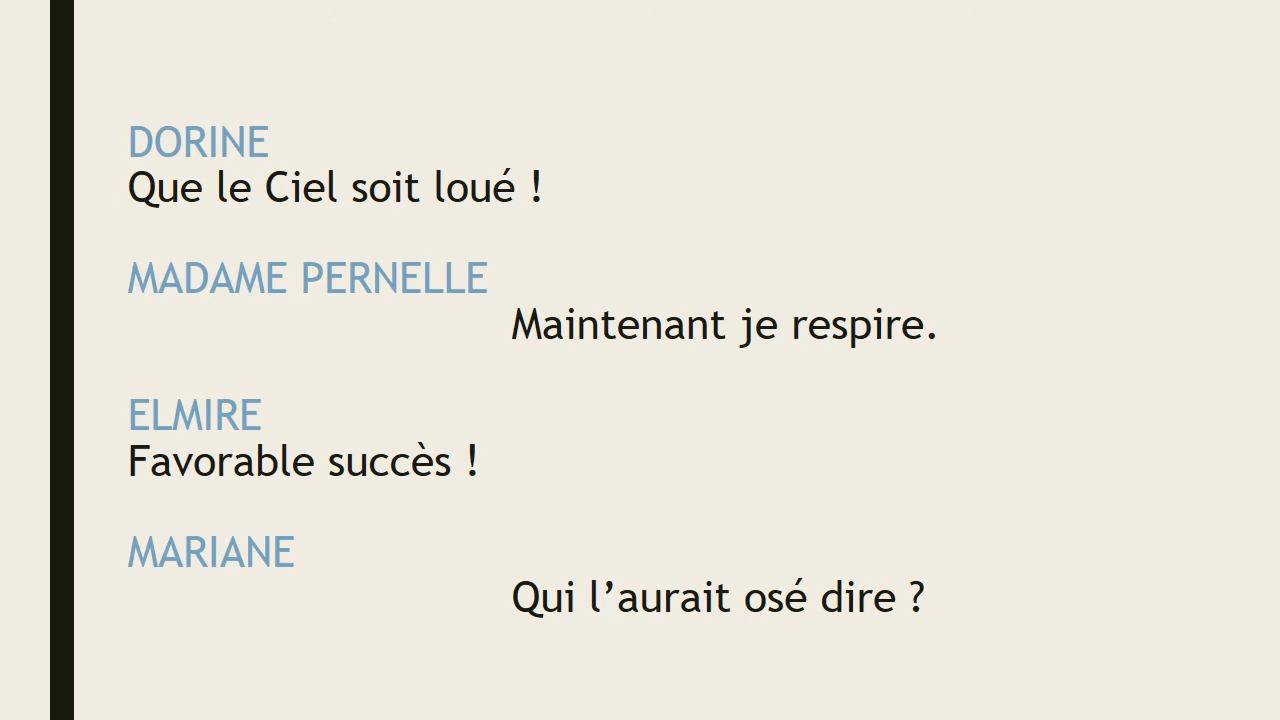 DORINE
Que le Ciel soit loué !
MADAME PERNELLE
Maintenant je respire.
ELMIRE
Favorable succès !
MARIANE
Qui l’aurait osé dire ?